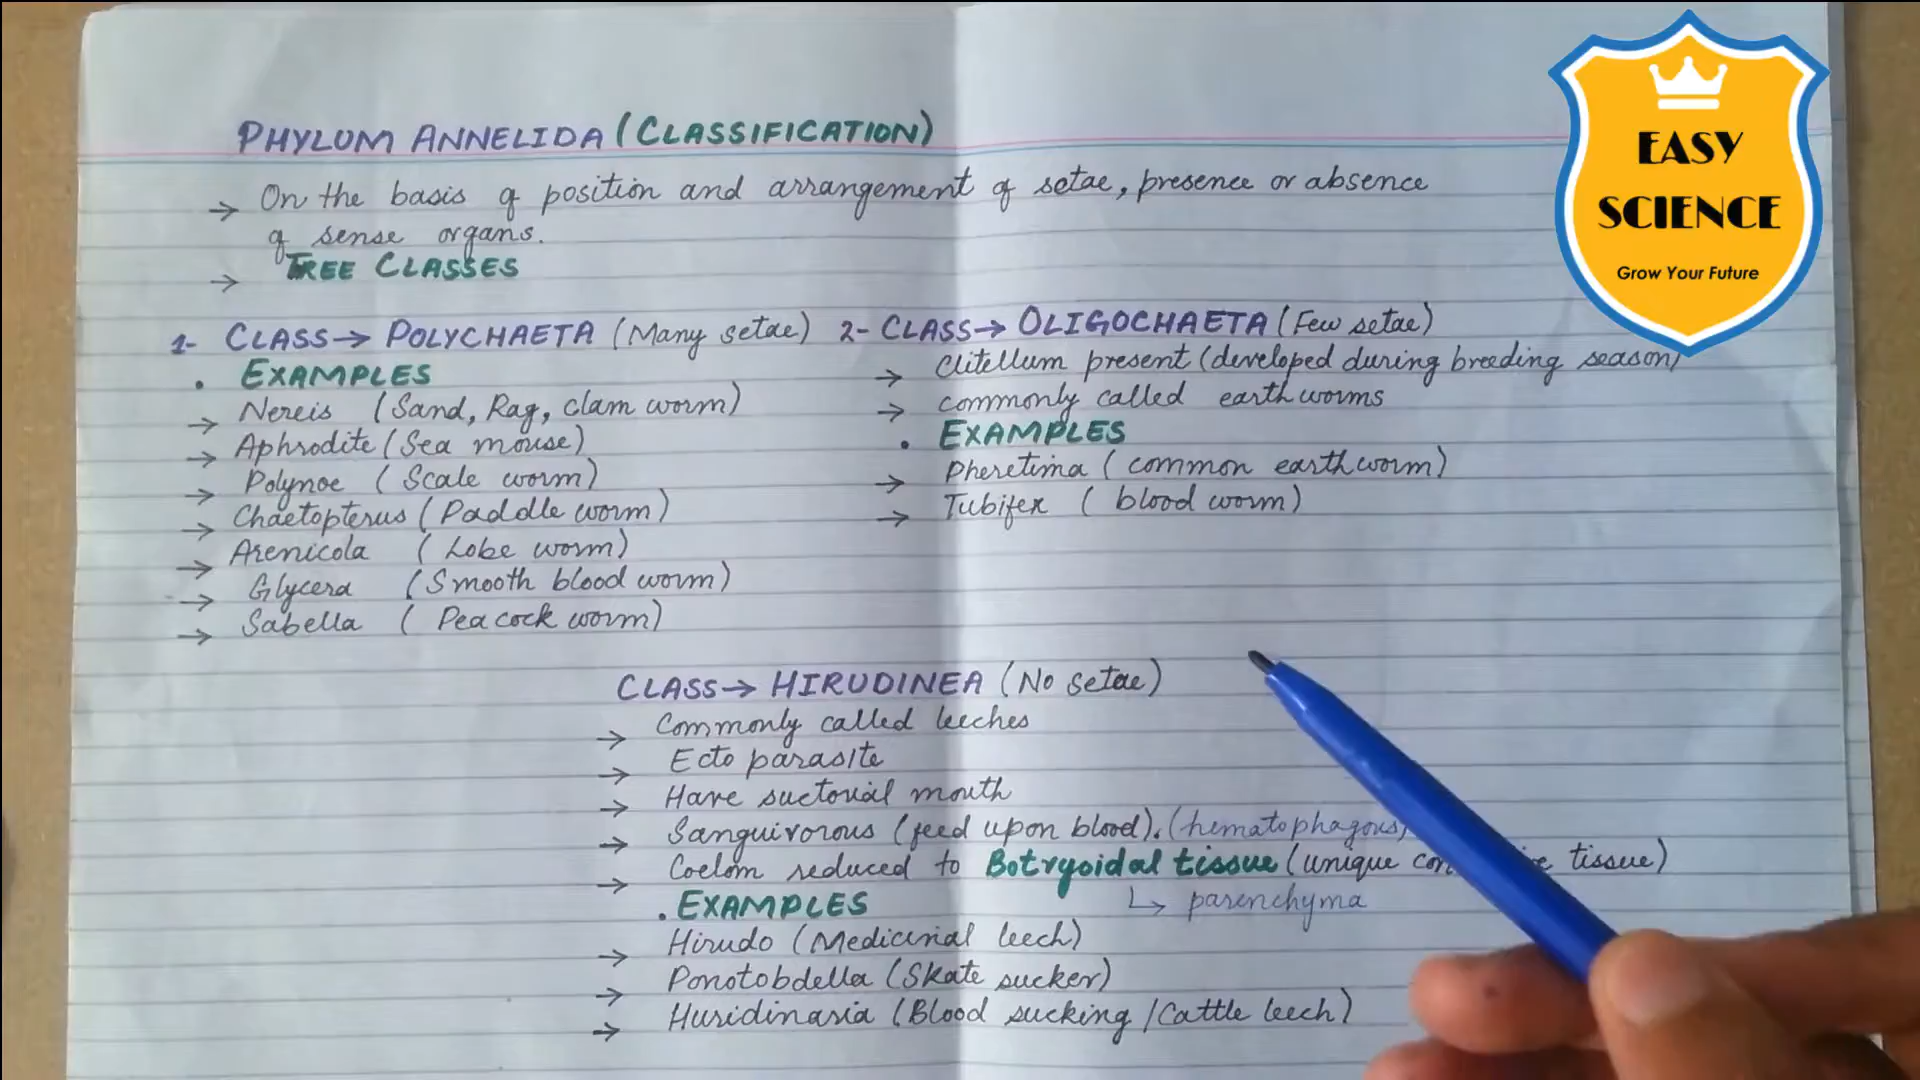 PHYLUM ANNELIDA (CLASSIFICATION)
→ On the basis of position and arrangement of setae, presence or absence
of sense organs.
→ TREE CLASSES
1- CLASS→ POLYCHAETA (Many setae)
. EXAMPLES
→ Nereis (Sand, Rag, clam worm)
→ Aphrodite (Sea mouse)
→ Polynoe (Scale worm)
→ Chaetopterus (Paddle worm)
→ Arenicola (Lobe worm)
→ Glycera (Smooth blood worm)
→ Sabella (Peacock worm)
2- CLASS→ OLIGOCHAETA (Few setae)
→ Clitellum present (developed during breeding season)
→ commonly called earthworms
. EXAMPLES
→ Pheretima (common earthworm)
→ Tubifex (blood worm)
CLASS→ HIRUDINEA (No setae)
→ Commonly called leeches
→ Ecto parasite
→ Have suctorial mouth
→ Sanguivorous (feed upon blood). (hematophagous)
→ Coelom reduced to Botryoidal tissue (unique tissue)
↳ parenchyma
. EXAMPLES
→ Hirudo (Medicinial leech)
→ Ponotobdella (Skate sucker)
→ Huridinaria (Blood sucking / Cattle leech)
EASY
SCIENCE
Grow Your Future